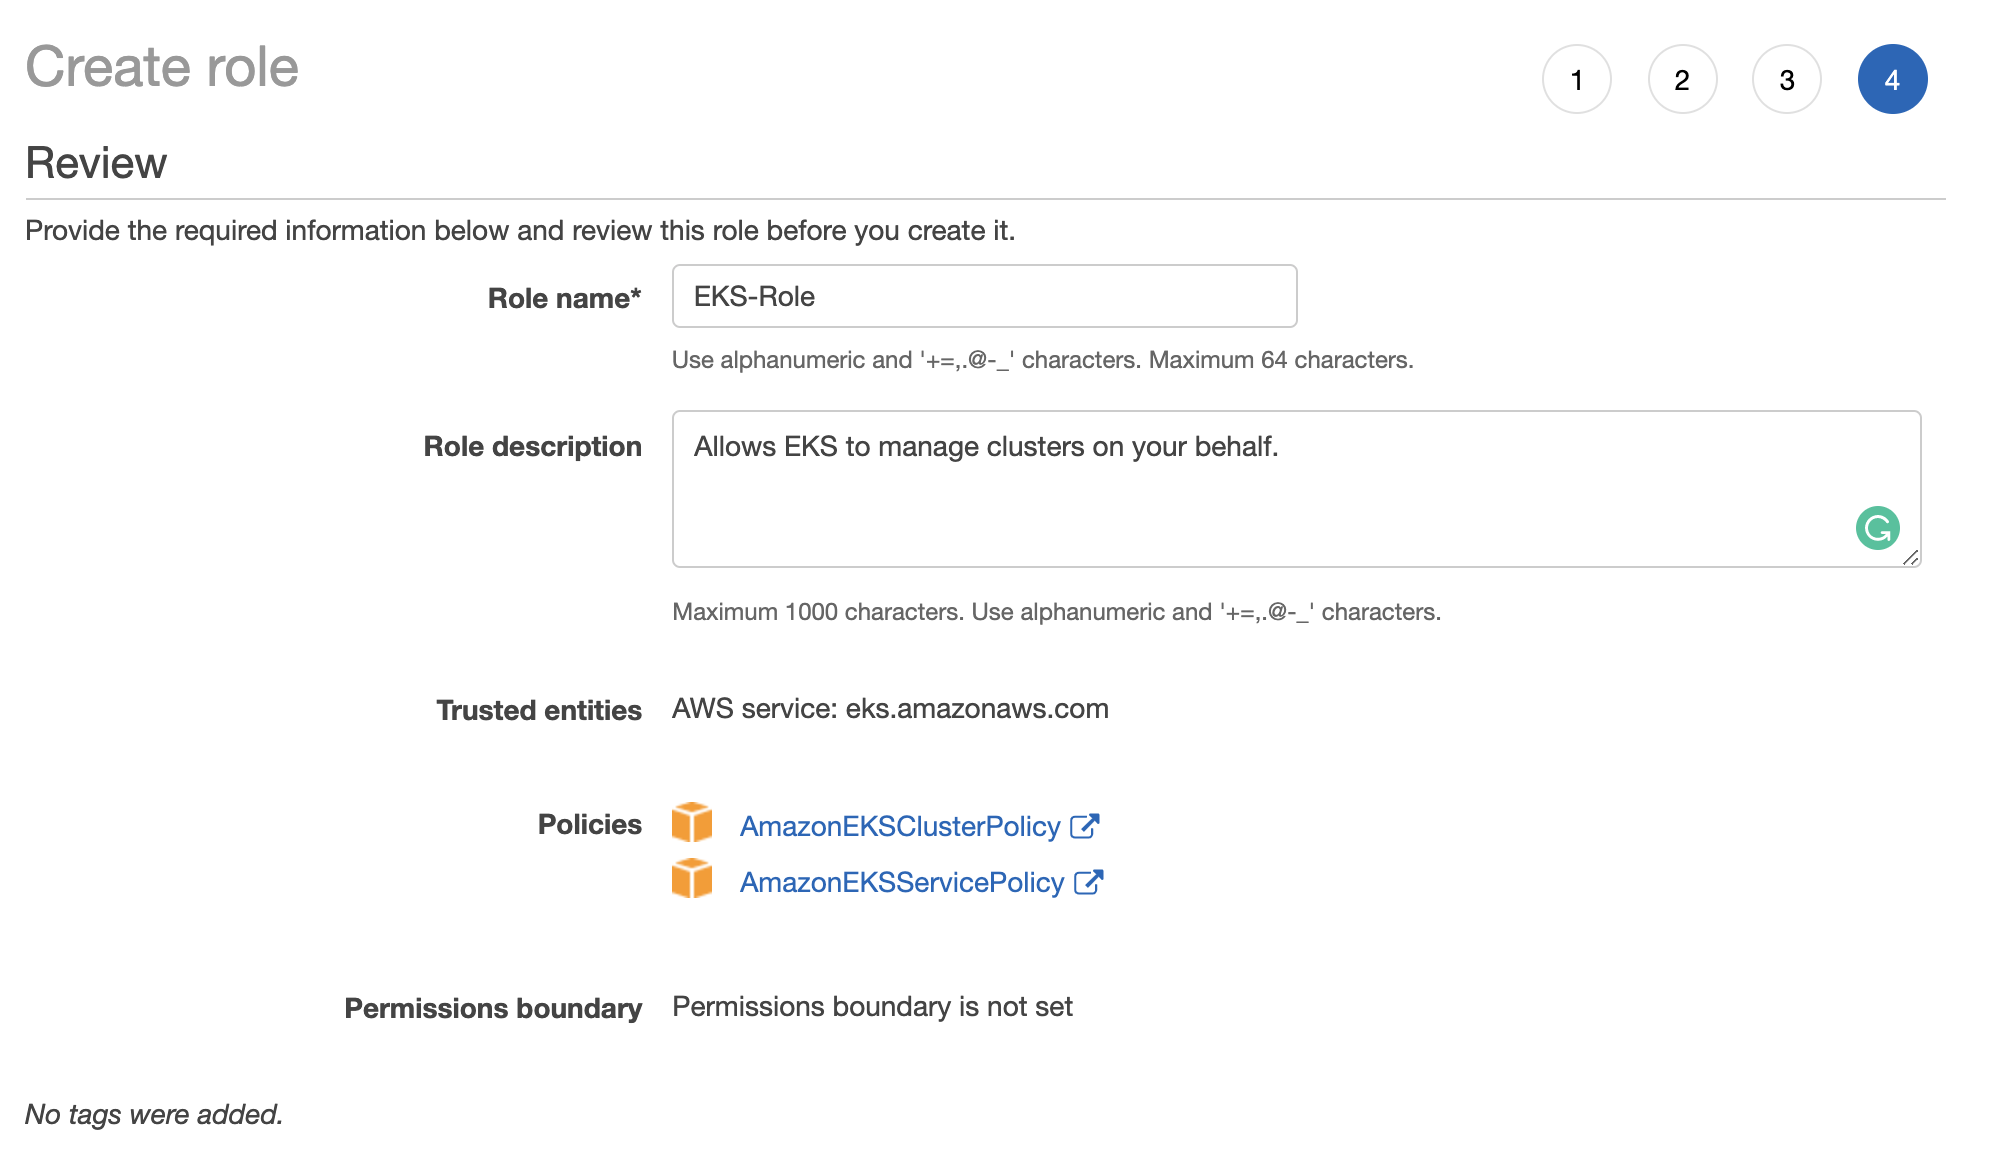 Create role
1 2 3 4
Review
Provide the required information below and review this role before you create it.
Role name* EKS-Role
Use alphanumeric and '+=,.@-_' characters. Maximum 64 characters.
Role description Allows EKS to manage clusters on your behalf.
Maximum 1000 characters. Use alphanumeric and '+=,.@-_' characters.
Trusted entities AWS service: eks.amazonaws.com
Policies AmazonEKSClusterPolicy
AmazonEKSServicePolicy
Permissions boundary Permissions boundary is not set
No tags were added.